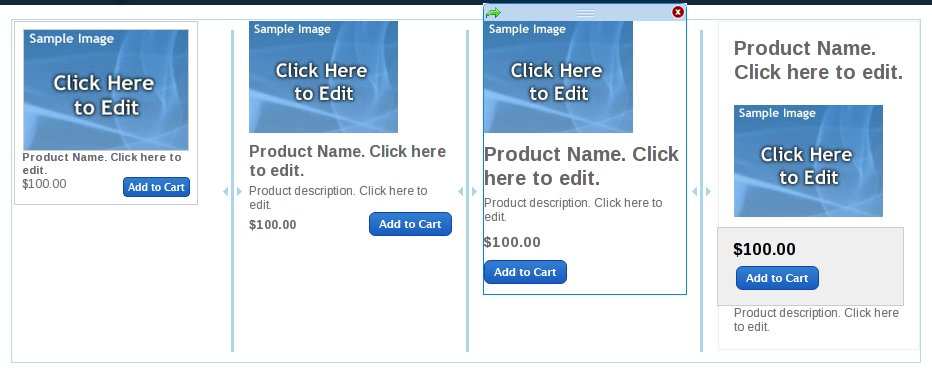 Sample Image
Click Here
to Edit
Product Name. Click here to
edit.
$100.00
Add to Cart
Sample Image
Click Here
to Edit
Product Name. Click here
to edit.
Product description. Click here to
edit.
$100.00
Add to Cart
Sample Image
Click Here
to Edit
Product Name. Click
here to edit.
Product description. Click here to
edit.
$100.00
Add to Cart
Product Name.
Click here to edit.
Sample Image
Click Here
to Edit
$100.00
Add to Cart
Product description. Click here
to edit.